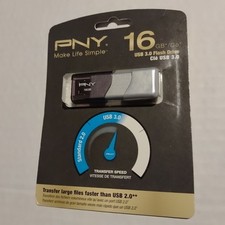 PNY
Make Life Simple™
16 GB
USB 3.0 Flash Drive
Clé USB 3.0
PNY
Standard 2.0
USB 3.0
TRANSFER SPEED
VITESSE DE TRANSFERT
Transfer large files faster than USB 2.0**